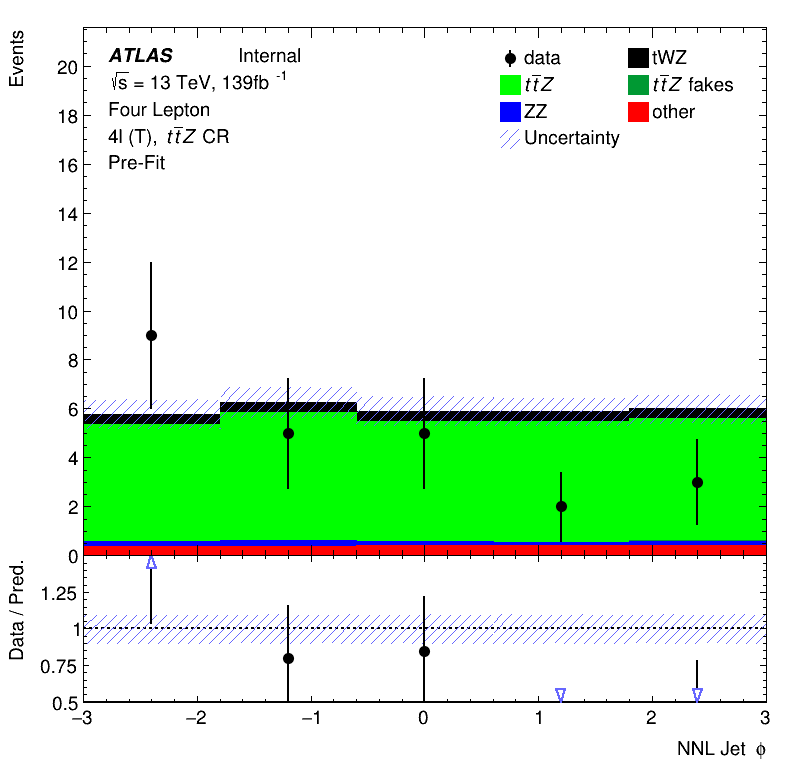 Events
20
18
16
14
12
10
8
6
4
2
0
ATLAS Internal
√s = 13 TeV, 139fb⁻¹
Four Lepton
4l (T), tt̅Z CR
Pre-Fit
data
tWZ
tt̅Z
tt̅Z fakes
ZZ
other
Uncertainty
Data / Pred.
1.25
1
0.75
0.5
−3 −2 −1 0 1 2 3
NNL Jet ϕ